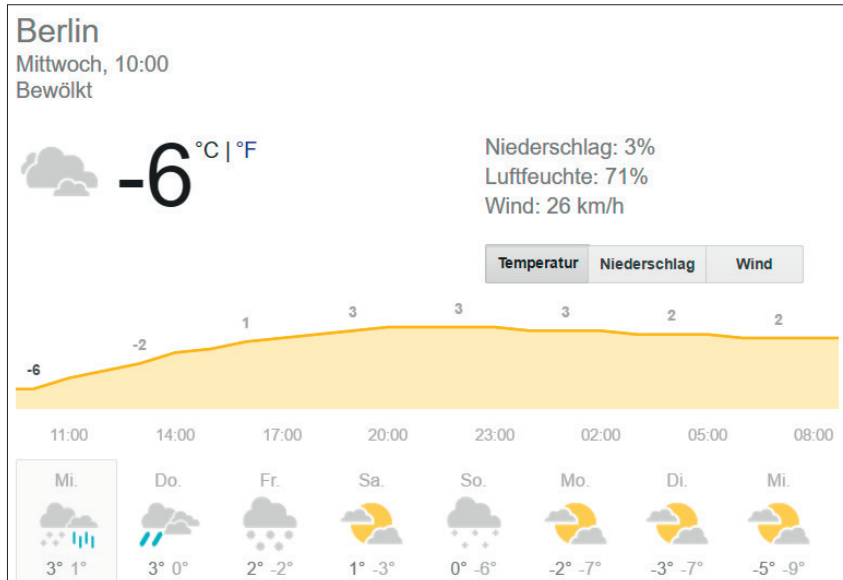 Berlin
Mittwoch, 10:00
Bewölkt
-6 °C | °F
Niederschlag: 3%
Luftfeuchte: 71%
Wind: 26 km/h
Temperatur Niederschlag Wind
-6 -2 1 3 3 3 2 2
11:00 14:00 17:00 20:00 23:00 02:00 05:00 08:00
Mi. Do. Fr. Sa. So. Mo. Di. Mi.
3° 1° 3° 0° 2° -2° 1° -3° 0° -6° -2° -7° -3° -7° -5° -9°